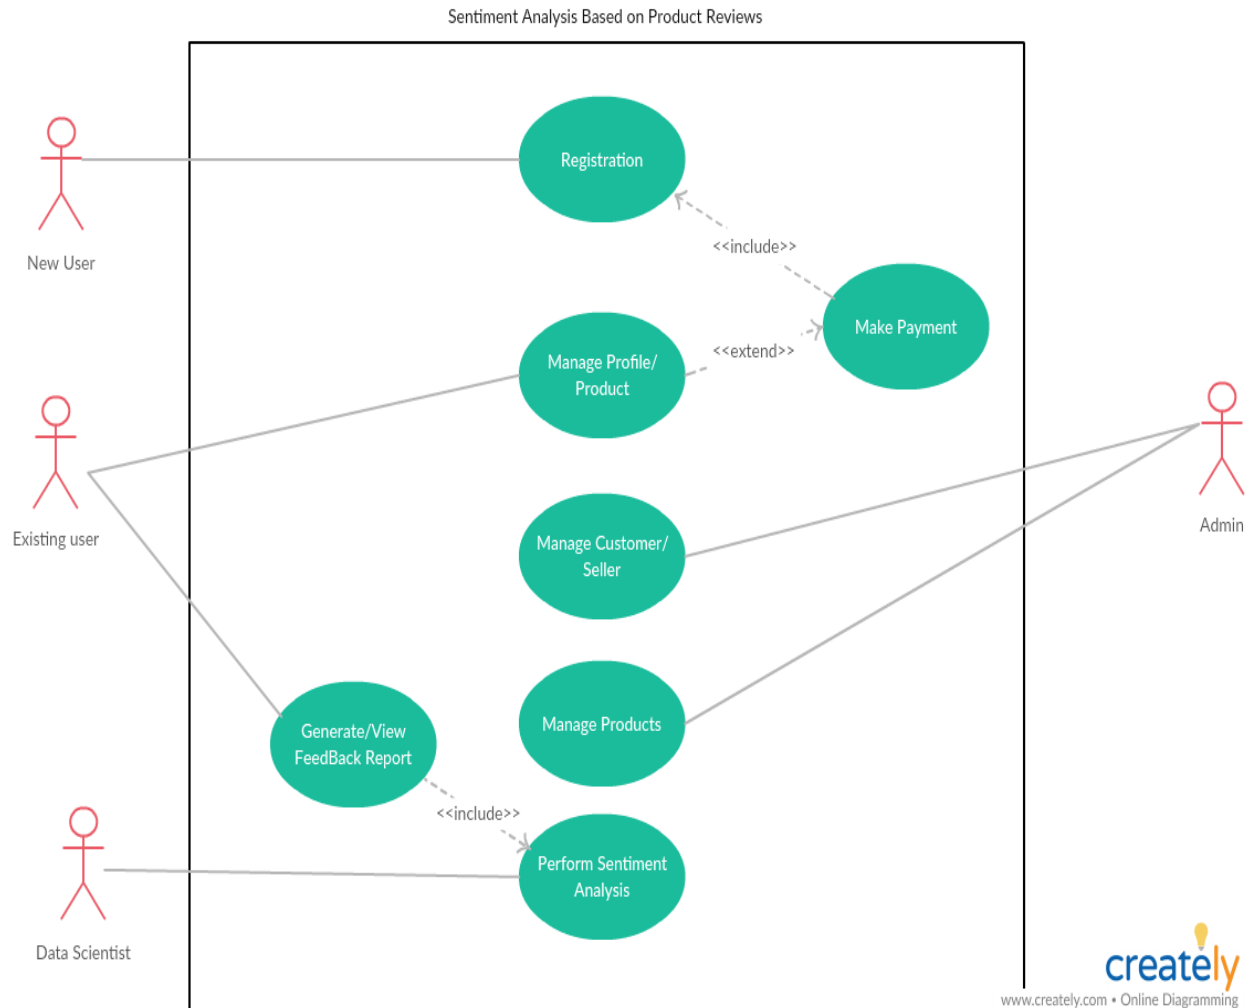 Sentiment Analysis Based on Product Reviews
Registration
New User
<<include>>
Make Payment
Manage Profile/
Product
<<extend>>
Existing user
Manage Customer/
Seller
Admin
Manage Products
Generate/View
FeedBack Report
<<include>>
Perform Sentiment
Analysis
Data Scientist
creately
www.creately.com • Online Diagramming